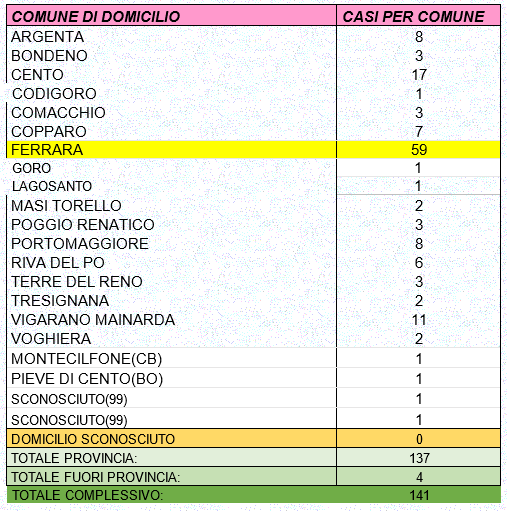 COMUNE DI DOMICILIO CASI PER COMUNE
ARGENTA 8
BONDENO 3
CENTO 17
CODIGORO 1
COMACCHIO 3
COPPARO 7
FERRARA 59
GORO 1
LAGOSANTO 1
MASI TORELLO 2
POGGIO RENATICO 3
PORTOMAGGIORE 8
RIVA DEL PO 6
TERRE DEL RENO 3
TRESIGNANA 2
VIGARANO MAINARDA 11
VOGHIERA 2
MONTECILFONE(CB) 1
PIEVE DI CENTO(BO) 1
SCONOSCIUTO(99) 1
SCONOSCIUTO(99) 1
DOMICILIO SCONOSCIUTO 0
TOTALE PROVINCIA: 137
TOTALE FUORI PROVINCIA: 4
TOTALE COMPLESSIVO: 141